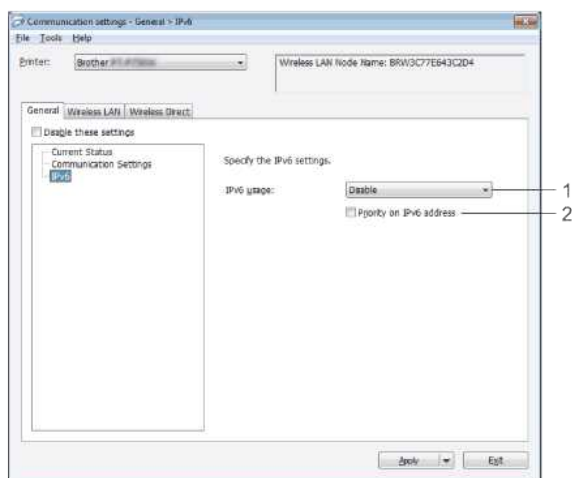 Communication settings - General > IPv6
File Tools Help
Printer: Brother
Wireless LAN Node Name: BRW3C77E643C2D4
General Wireless LAN Wireless Direct
Disable these settings
Current Status
Communication Settings
IPv6
Specify the IPv6 settings.
IPv6 usage: Disable 1
Priority on IPv6 address 2
Apply Exit